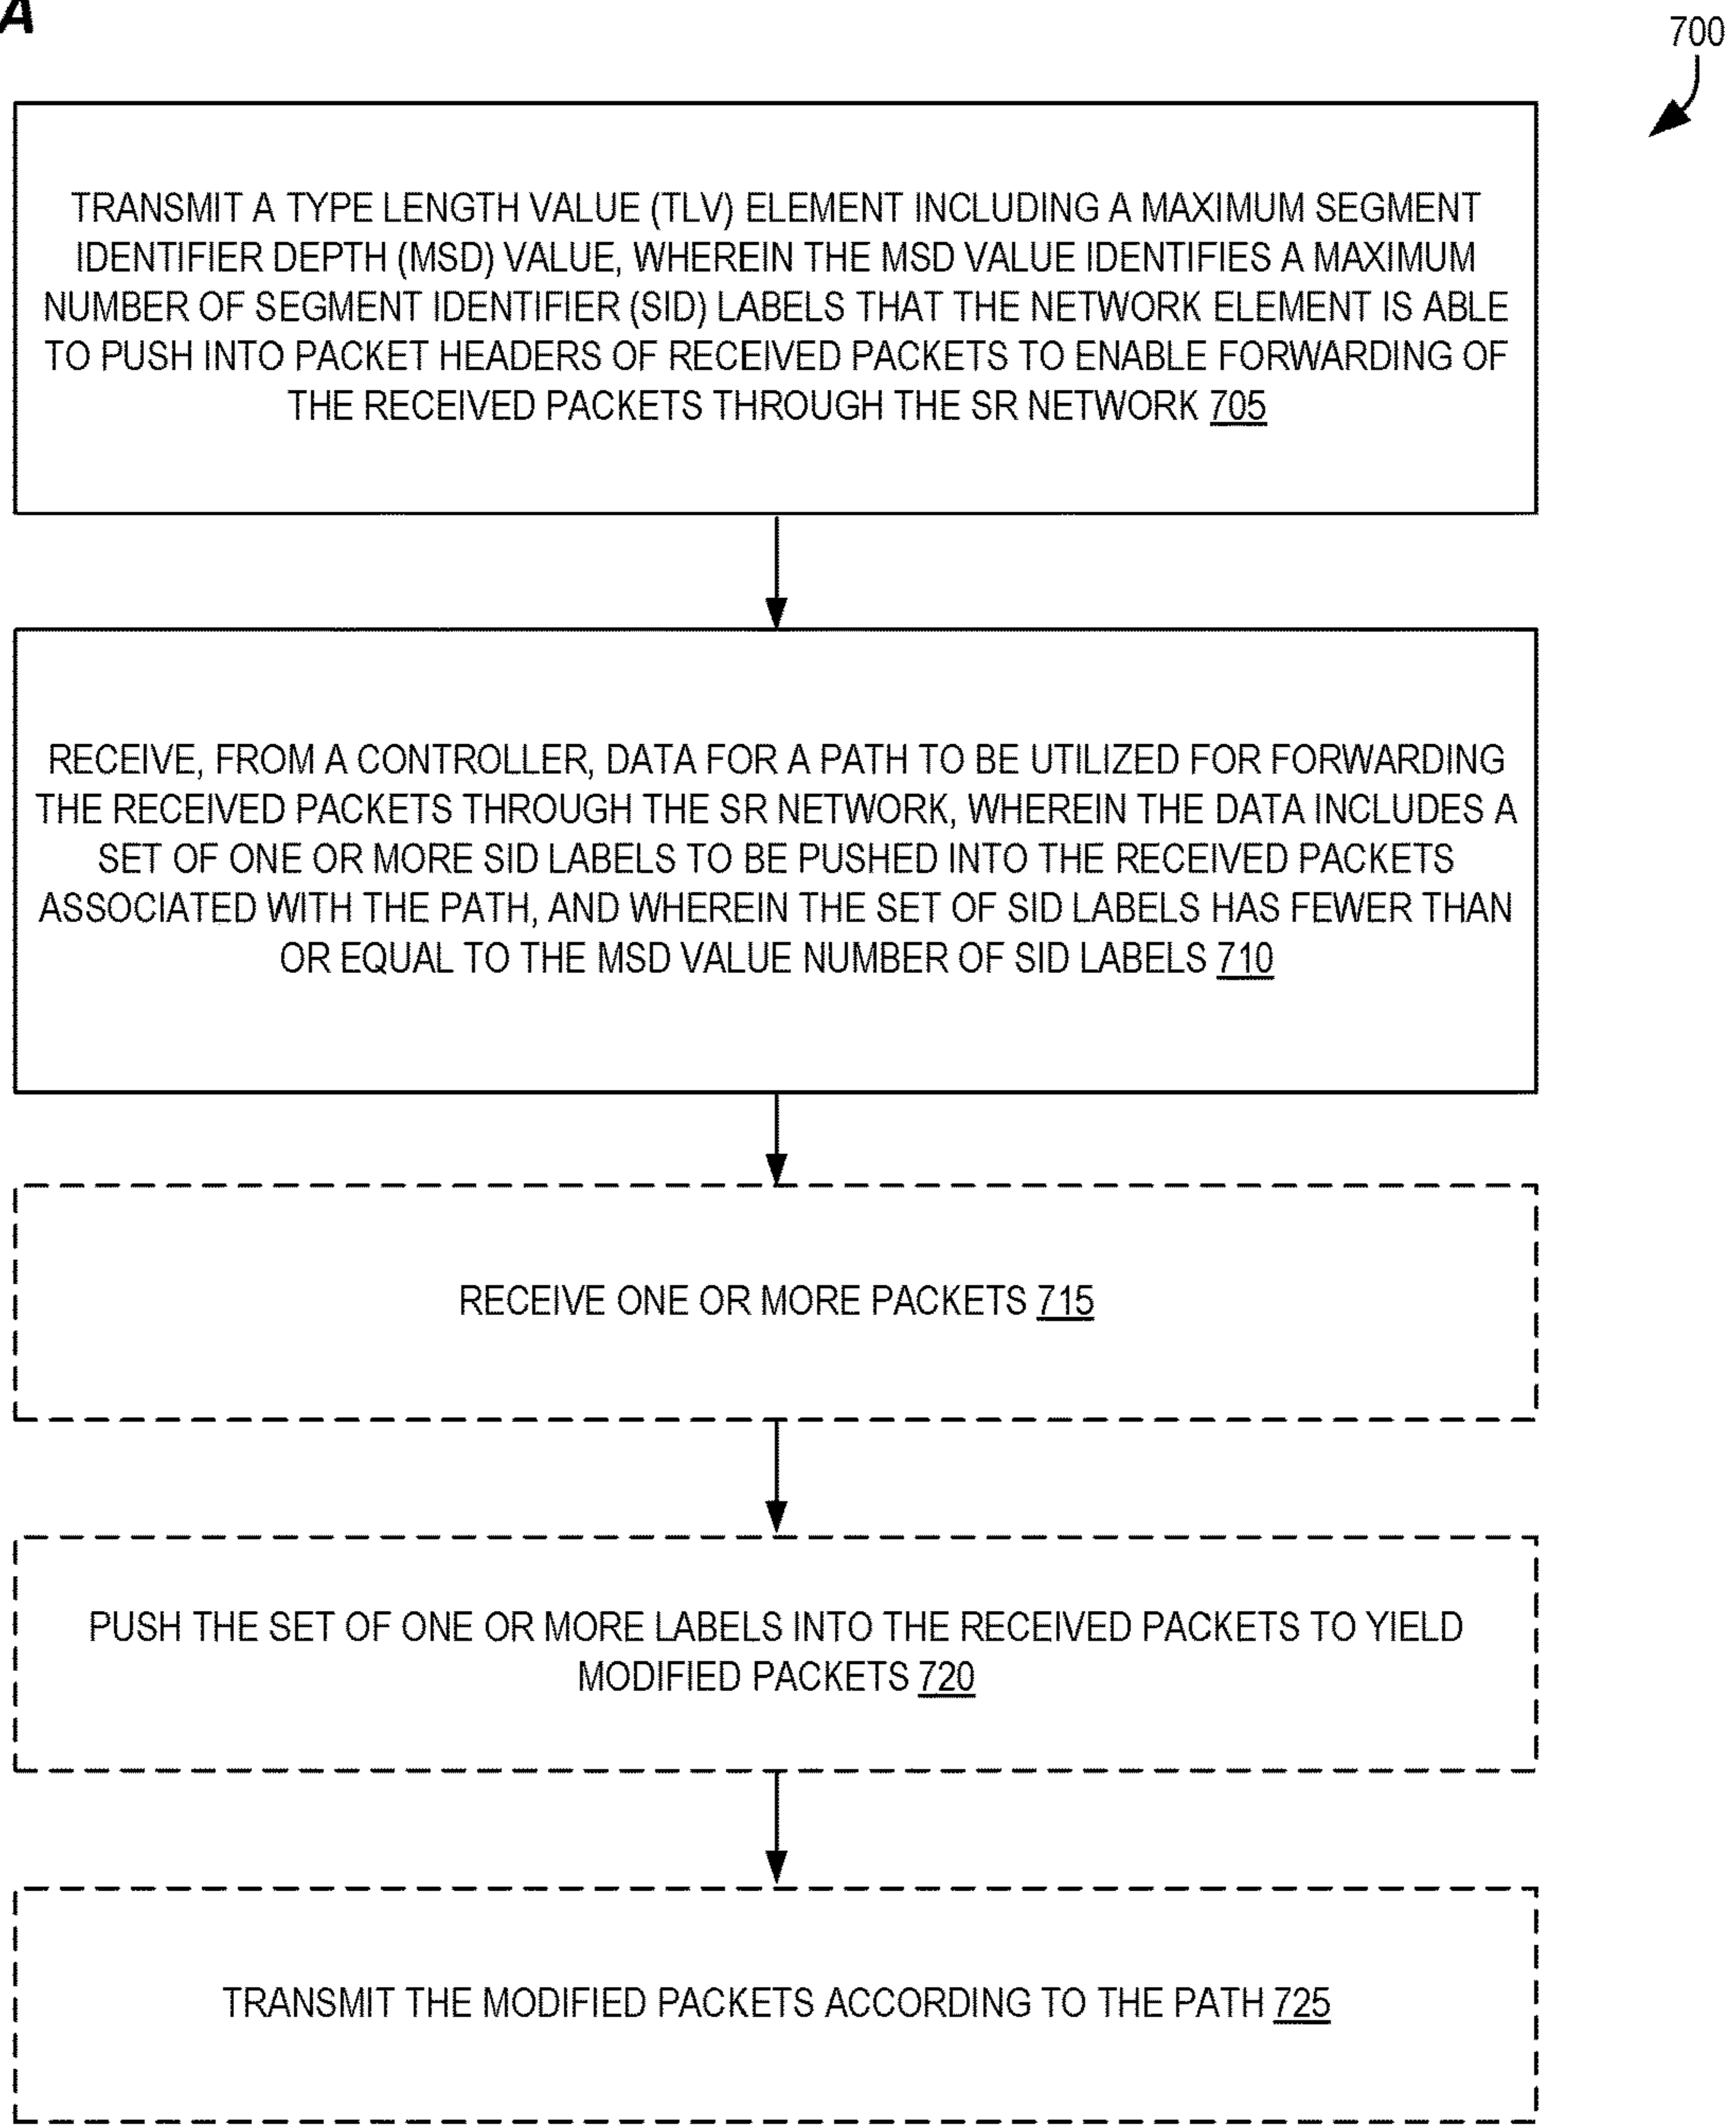 A
700
TRANSMIT A TYPE LENGTH VALUE (TLV) ELEMENT INCLUDING A MAXIMUM SEGMENT
IDENTIFIER DEPTH (MSD) VALUE, WHEREIN THE MSD VALUE IDENTIFIES A MAXIMUM
NUMBER OF SEGMENT IDENTIFIER (SID) LABELS THAT THE NETWORK ELEMENT IS ABLE
TO PUSH INTO PACKET HEADERS OF RECEIVED PACKETS TO ENABLE FORWARDING OF
THE RECEIVED PACKETS THROUGH THE SR NETWORK 705
RECEIVE, FROM A CONTROLLER, DATA FOR A PATH TO BE UTILIZED FOR FORWARDING
THE RECEIVED PACKETS THROUGH THE SR NETWORK, WHEREIN THE DATA INCLUDES A
SET OF ONE OR MORE SID LABELS TO BE PUSHED INTO THE RECEIVED PACKETS
ASSOCIATED WITH THE PATH, AND WHEREIN THE SET OF SID LABELS HAS FEWER THAN
OR EQUAL TO THE MSD VALUE NUMBER OF SID LABELS 710
RECEIVE ONE OR MORE PACKETS 715
PUSH THE SET OF ONE OR MORE LABELS INTO THE RECEIVED PACKETS TO YIELD
MODIFIED PACKETS 720
TRANSMIT THE MODIFIED PACKETS ACCORDING TO THE PATH 725